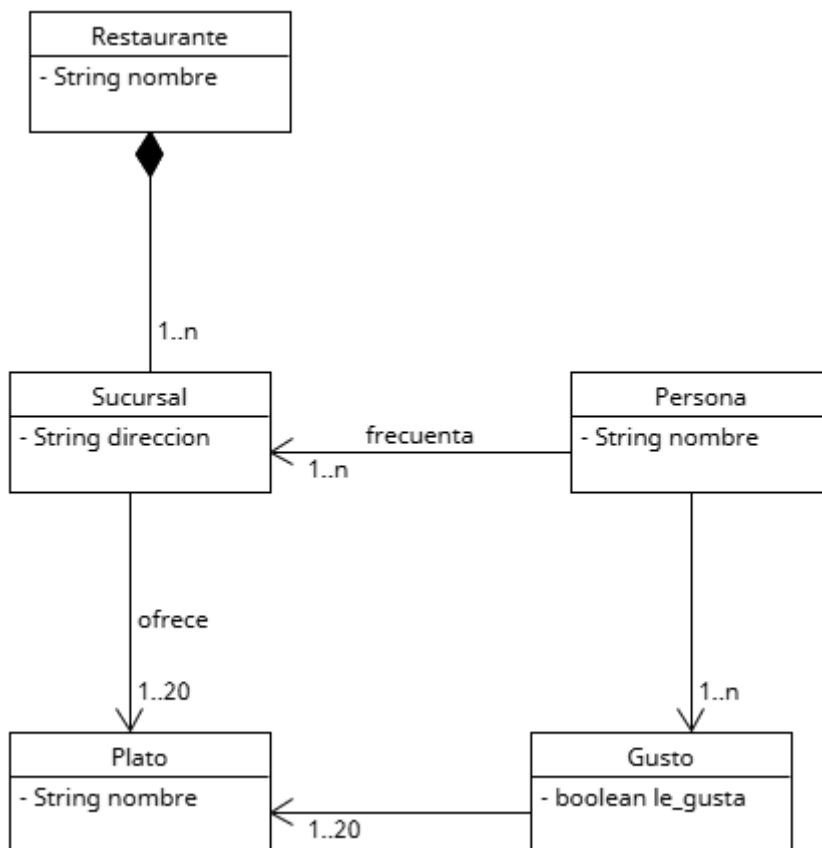 Restaurante
- String nombre
1..n
Sucursal
- String direccion
frecuenta
1..n
Persona
- String nombre
ofrece
1..20
1..n
Plato
- String nombre
1..20
Gusto
- boolean le_gusta